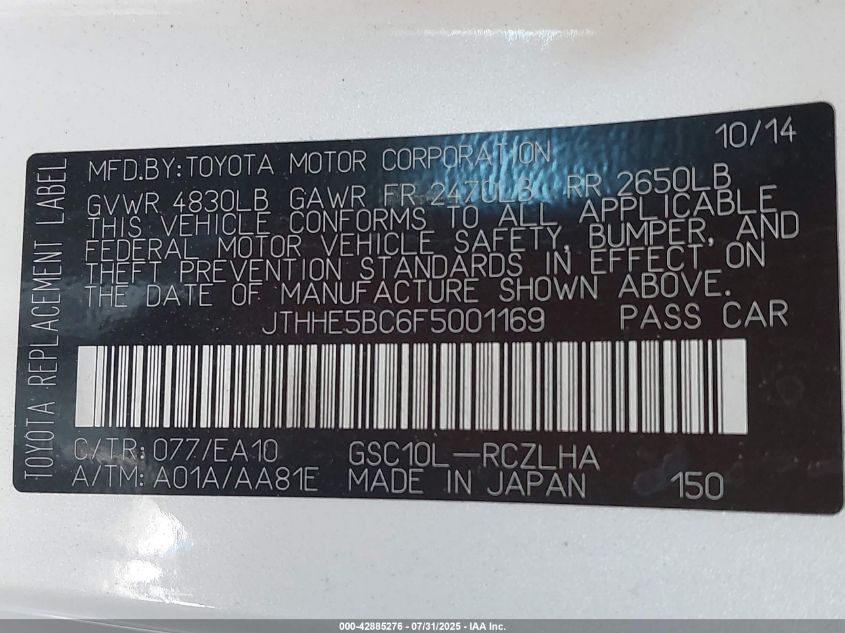 TOYOTA REPLACEMENT LABEL
10/14
MFD.BY:TOYOTA MOTOR CORPORATION
GVWR 4830LB GAWR FR 2470LB RR 2650LB
THIS VEHICLE CONFORMS TO ALL APPLICABLE
FEDERAL MOTOR VEHICLE SAFETY, BUMPER, AND
THEFT PREVENTION STANDARDS IN EFFECT ON
THE DATE OF MANUFACTURE SHOWN ABOVE.
JTHHE5BC6F5001169 PASS CAR
C/TR: 077/EA10 GSC10L-RCZLHA
A/TM: A01A/AA81E MADE IN JAPAN 150
000-42885276 - 07/31/2025 - IAA Inc.